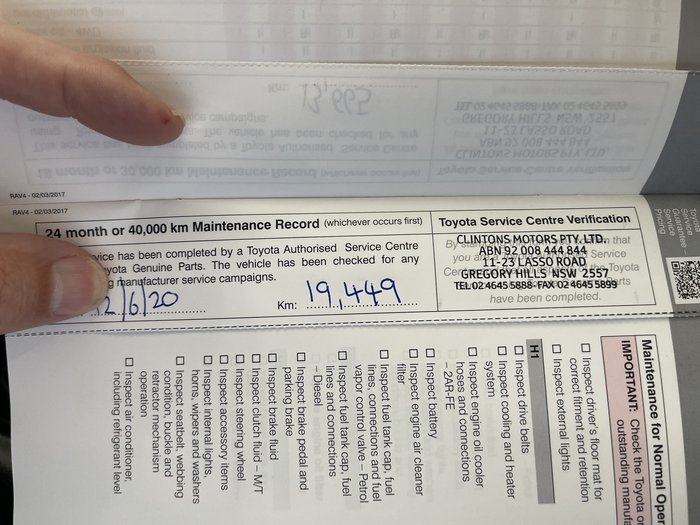 RAV4 - 02/03/2017
RAV4 - 02/03/2017
24 month or 40,000 km Maintenance Record (whichever occurs first)
vice has been completed by a Toyota Authorised Service Centre
yota Genuine Parts. The vehicle has been checked for any
g manufacturer service campaigns.
12/6/20
Km: 19,449
Toyota Service Centre Verification
CLINTONS MOTORS PTY. LTD.
ABN 92 008 444 844
11-23 LASSO ROAD
GREGORY HILLS NSW 2557
TEL 02 4645 5888-FAX 02 4645 5899
have been completed.
Toyota
Service
Guarantee -
Service
Pricing
Maintenance for Normal Oper
IMPORTANT: Check the Toyota or
outstanding manuf
☐ Inspect driver's floor mat for
correct fitment and retention
☐ Inspect external lights
H1
☐ Inspect drive belts
☐ Inspect cooling and heater
system
☐ Inspect engine oil cooler
hoses and connections
– 2AR-FE
☐ Inspect battery
☐ Inspect engine air cleaner
filter
☐ Inspect fuel tank cap, fuel
lines, connections and fuel
vapor control valve – Petrol
☐ Inspect fuel tank cap, fuel
lines and connections
– Diesel
☐ Inspect brake pedal and
parking brake
☐ Inspect brake fluid
☐ Inspect clutch fluid – M/T
☐ Inspect steering wheel
☐ Inspect accessory items
☐ Inspect internal lights,
horns, wipes and washers
☐ Inspect seatbelt, webbing
condition, buckle and
retractor mechanism
operation
☐ Inspect air conditioner,
including refrigerant level